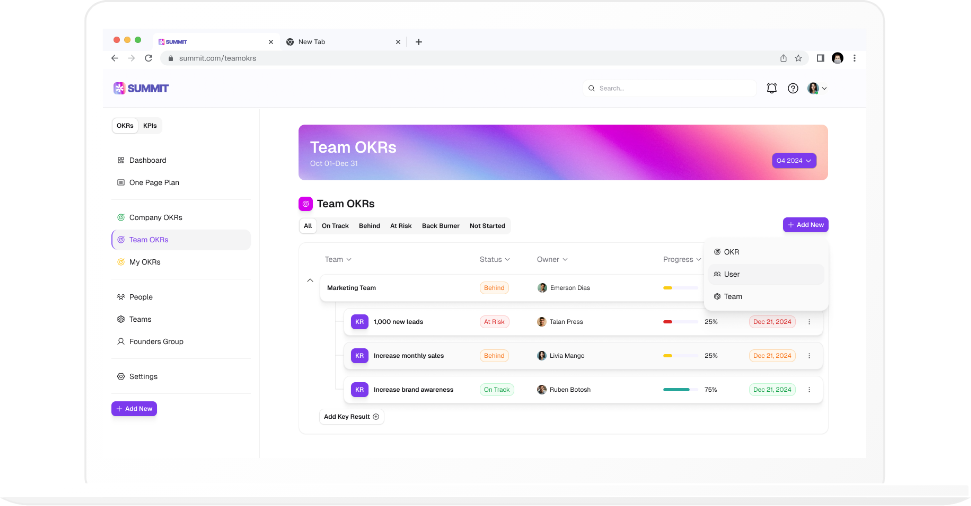 SUMMIT
New Tab
summit.com/teamokrs
SUMMIT
Search...
OKRs KPIs
Dashboard
One Page Plan
Company OKRs
Team OKRs
My OKRs
People
Teams
Founders Group
Settings
+ Add New
Team OKRs
Oct 01-Dec 31
Q4 2024
Team OKRs
All On Track Behind At Risk Back Burner Not Started
+ Add New
OKR
User
Team
Team Status Owner Progress
Marketing Team Behind Emerson Dias
KR 1,000 new leads At Risk Taian Press 25% Dec 21, 2024
KR Increase monthly sales Behind Livia Mango 25% Dec 21, 2024
KR Increase brand awareness On Track Ruben Botosh 75% Dec 21, 2024
Add Key Result